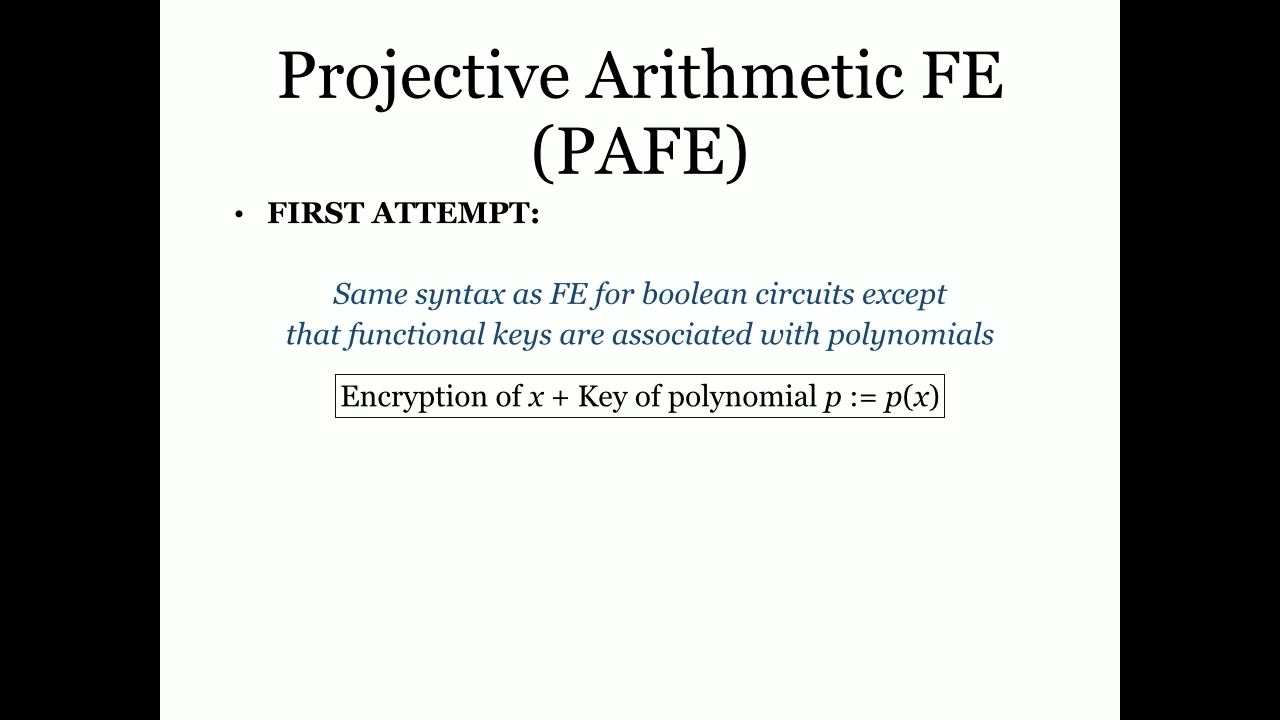 Projective Arithmetic FE
(PAFE)
• FIRST ATTEMPT:
Same syntax as FE for boolean circuits except
that functional keys are associated with polynomials
Encryption of x + Key of polynomial p := p(x)